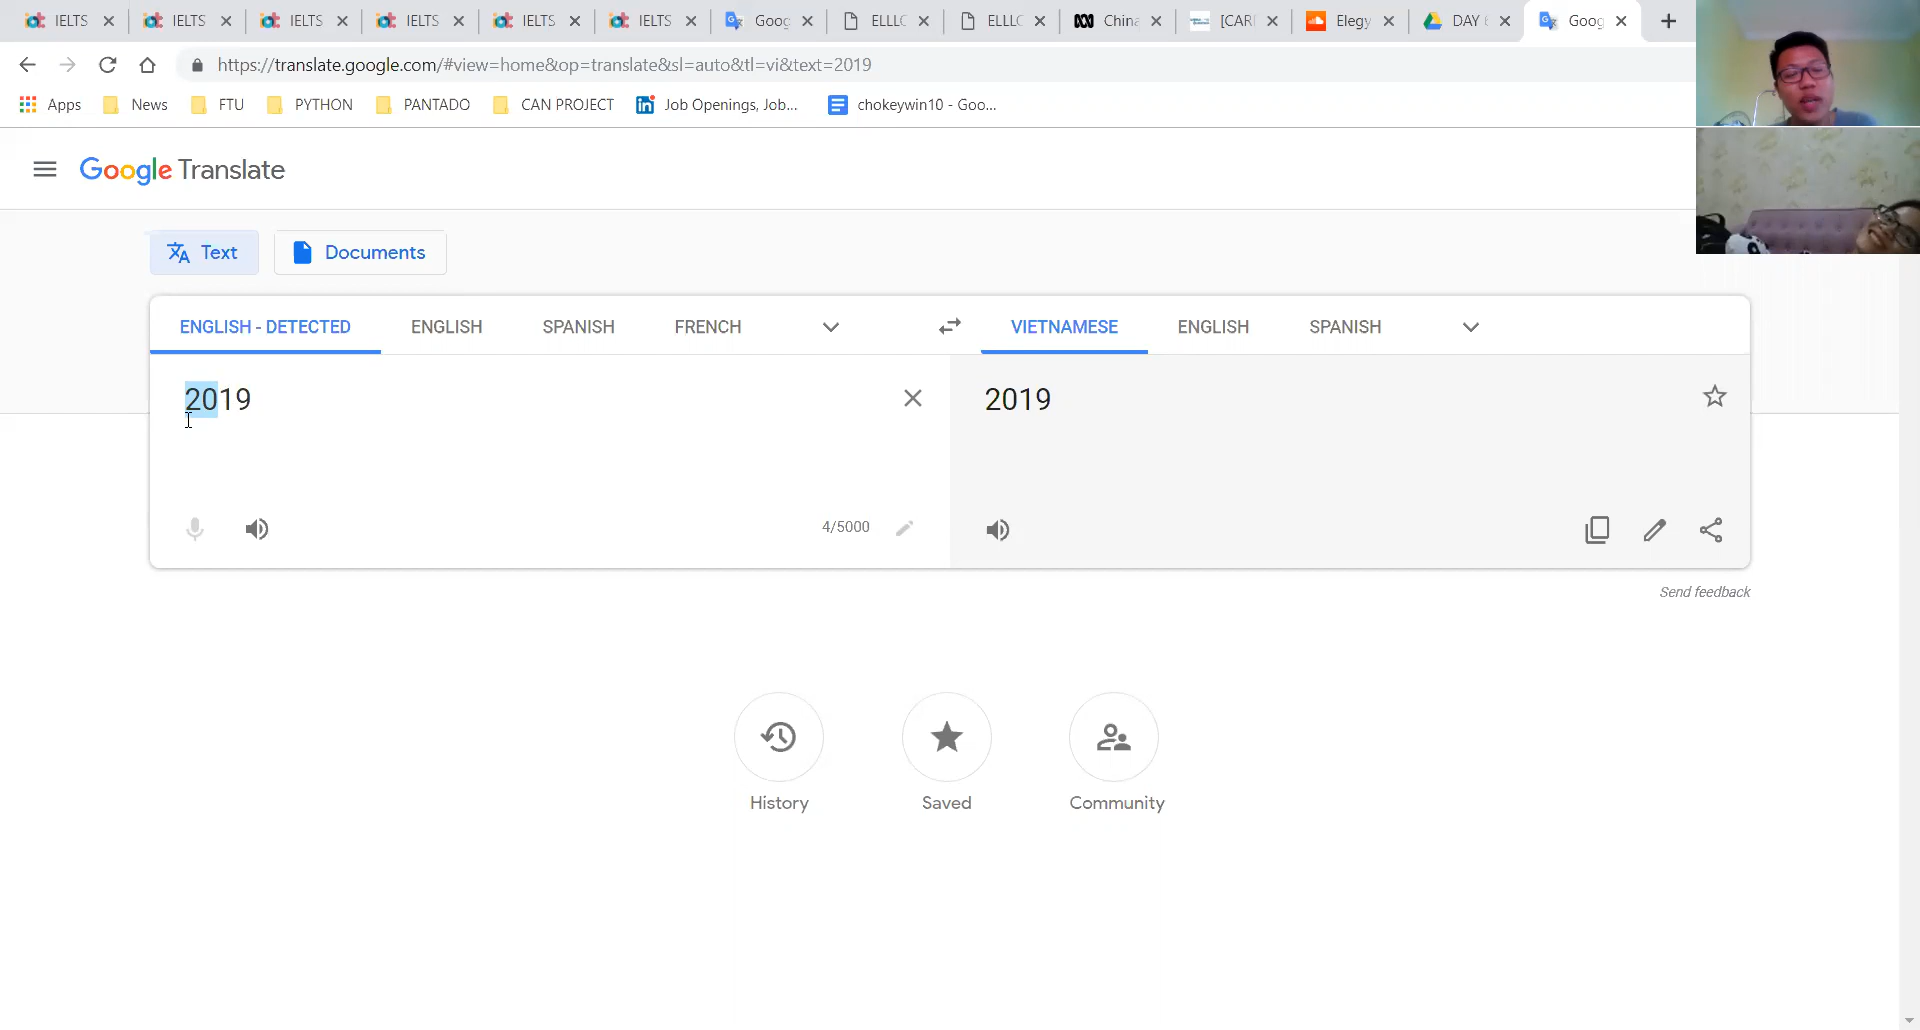 IELTS IELTS IELTS IELTS IELTS IELTS Goog ELLLC ELLLC China [CARE Elegy DAY Goog
https://translate.google.com/#view=home&op=translate&sl=auto&tl=vi&text=2019
Apps News FTU PYTHON PANTADO CAN PROJECT Job Openings, Job... chokeywin10 - Goo...
Google Translate
Text Documents
ENGLISH - DETECTED ENGLISH SPANISH FRENCH VIETNAMESE ENGLISH SPANISH
2019 2019
4/5000
Send feedback
History Saved Community